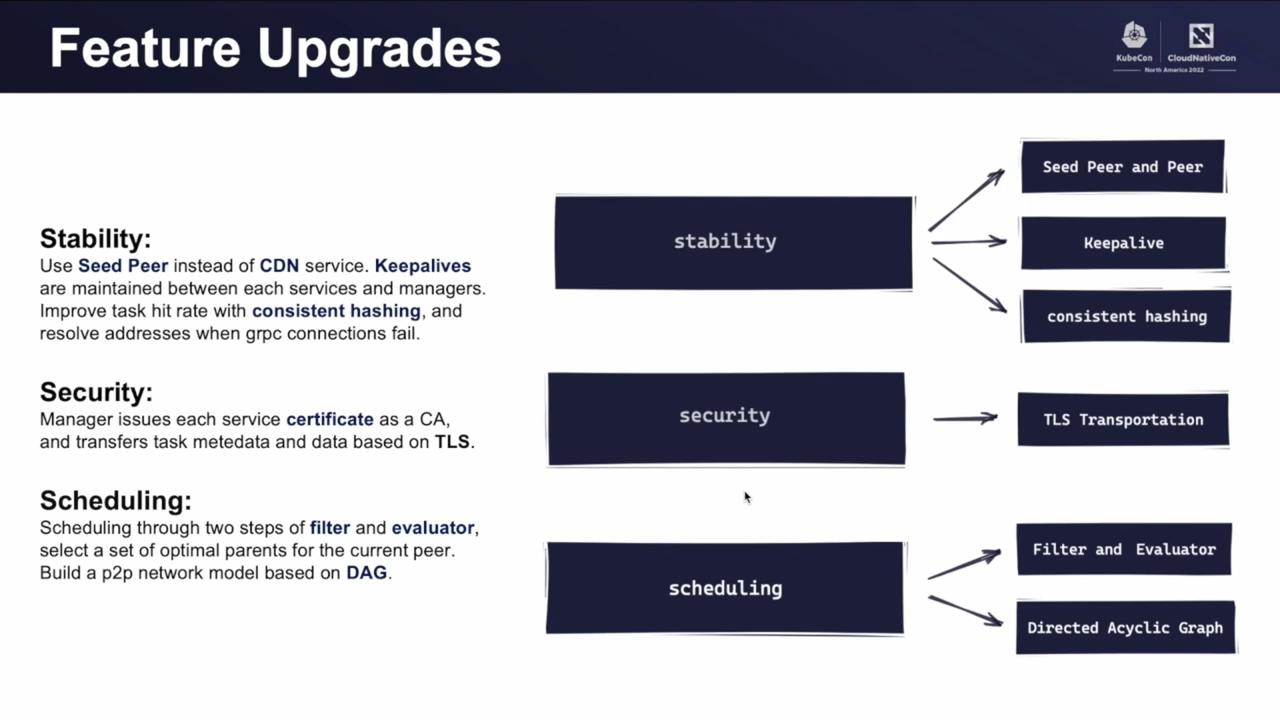 Feature Upgrades
KubeCon
CloudNativeCon
North America 2022
Stability:
Use Seed Peer instead of CDN service. Keepalives
are maintained between each services and managers.
Improve task hit rate with consistent hashing, and
resolve addresses when grpc connections fail.
Security:
Manager issues each service certificate as a CA,
and transfers task metedata and data based on TLS.
Scheduling:
Scheduling through two steps of filter and evaluator,
select a set of optimal parents for the current peer.
Build a p2p network model based on DAG.
stability
Seed Peer and Peer
Keepalive
consistent hashing
security
TLS Transportation
scheduling
Filter and Evaluator
Directed Acyclic Graph